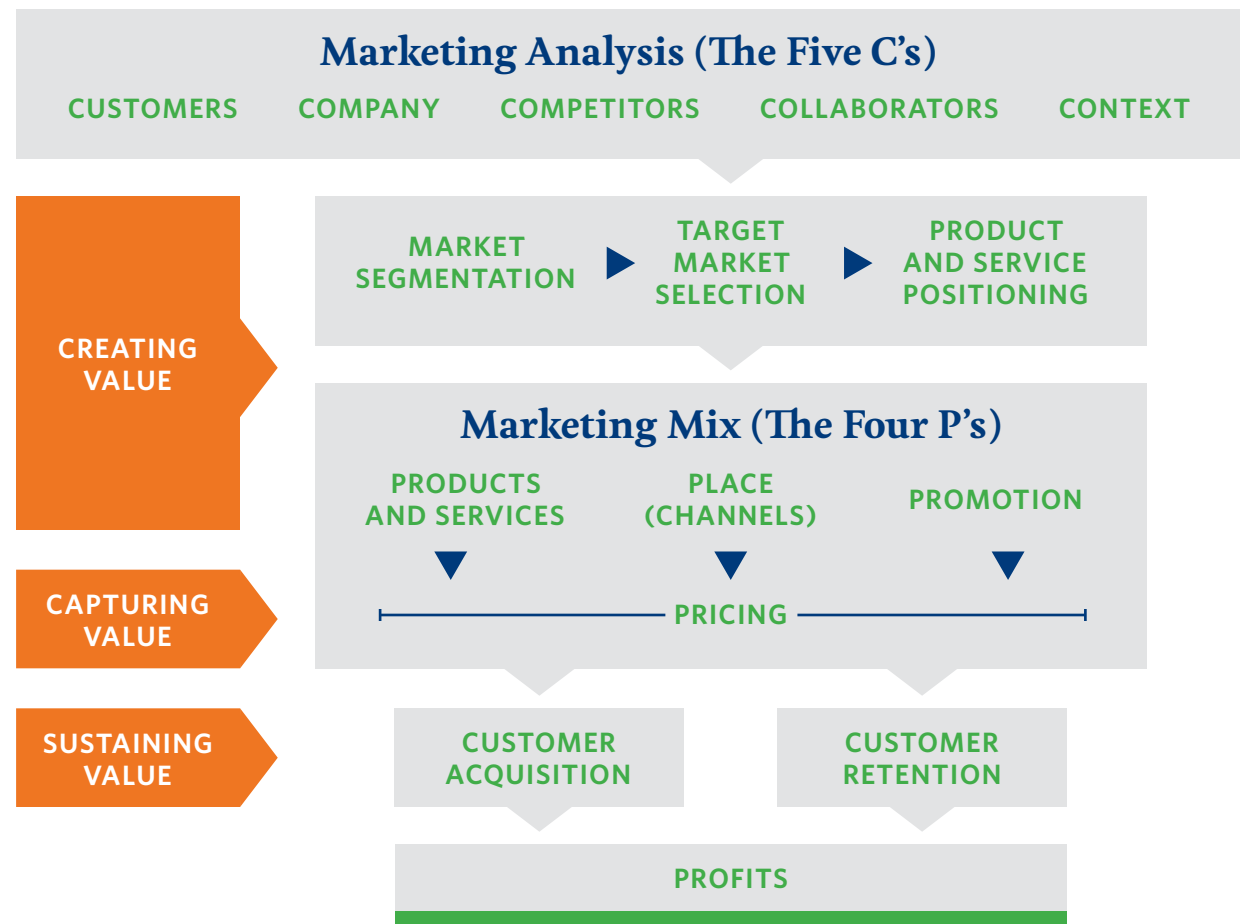 Marketing Analysis (The Five C's)
CUSTOMERS COMPANY COMPETITORS COLLABORATORS CONTEXT
CREATING
VALUE
MARKET
SEGMENTATION
TARGET
MARKET
SELECTION
PRODUCT
AND SERVICE
POSITIONING
Marketing Mix (The Four P's)
PRODUCTS
AND SERVICES
PLACE
(CHANNELS)
PROMOTION
CAPTURING
VALUE
PRICING
SUSTAINING
VALUE
CUSTOMER
ACQUISITION
CUSTOMER
RETENTION
PROFITS